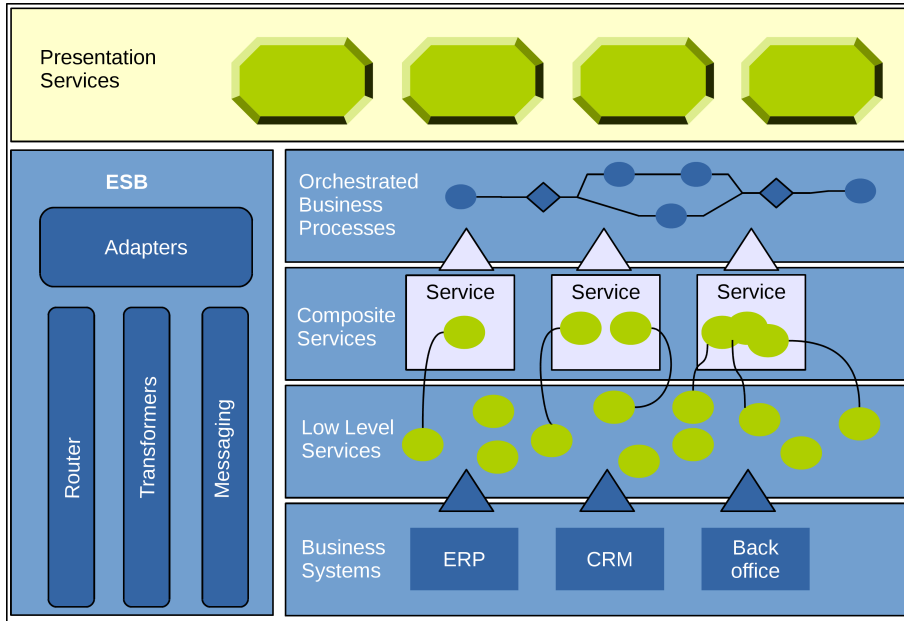 Presentation
Services
ESB
Adapters
Router
Transformers
Messaging
Orchestrated
Business
Processes
Composite
Services
Service
Service
Service
Low Level
Services
Business
Systems
ERP
CRM
Back
office